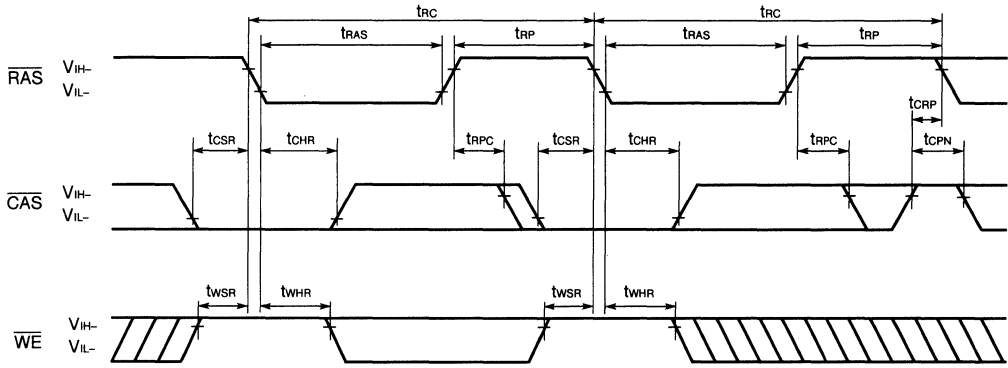 tRC tRC
tRAS tRP tRAS tRP
RAS VIH–
VIL–
tCRP
tCSR tCHR tRPC tCSR tCHR tRPC tCPN
CAS VIH–
VIL–
tWSR tWHR tWSR tWHR
WE VIH–
VIL–